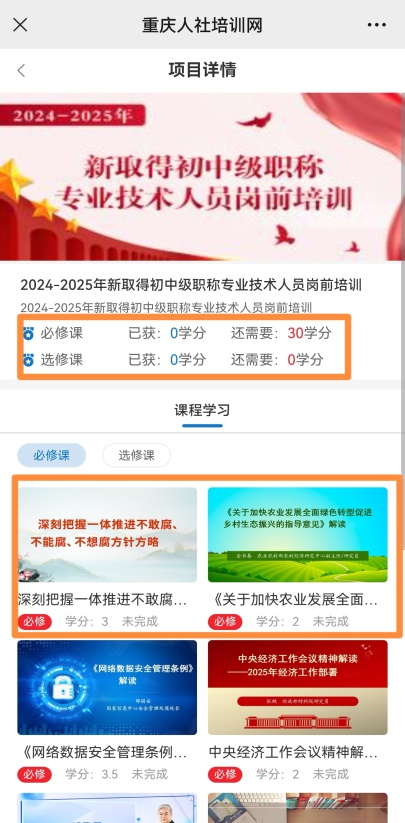 重庆人社培训网
项目详情
2024-2025年
新取得初中级职称
专业技术人员岗前培训
2024-2025年新取得初中级职称专业技术人员岗前培训
2024-2025年新取得初中级职称专业技术人员岗前培训
必修课 已获：0学分 还需要：30学分
选修课 已获：0学分 还需要：0学分
课程学习
必修课 选修课
深刻把握一体推进不敢腐、
不能腐、不想腐方针方略
《关于加快农业发展全面绿色转型促进
乡村生态振兴的指导意见》解读
深刻把握一体推进不敢腐...
必修 学分：3 未完成
《关于加快农业发展全面...
必修 学分：2 未完成
《网络数据安全管理条例》
解读
中央经济工作会议精神解读
——2025年经济工作部署
《网络数据安全管理条例...
必修 学分：3.5 未完成
中央经济工作会议精神解...
必修 学分：2 未完成